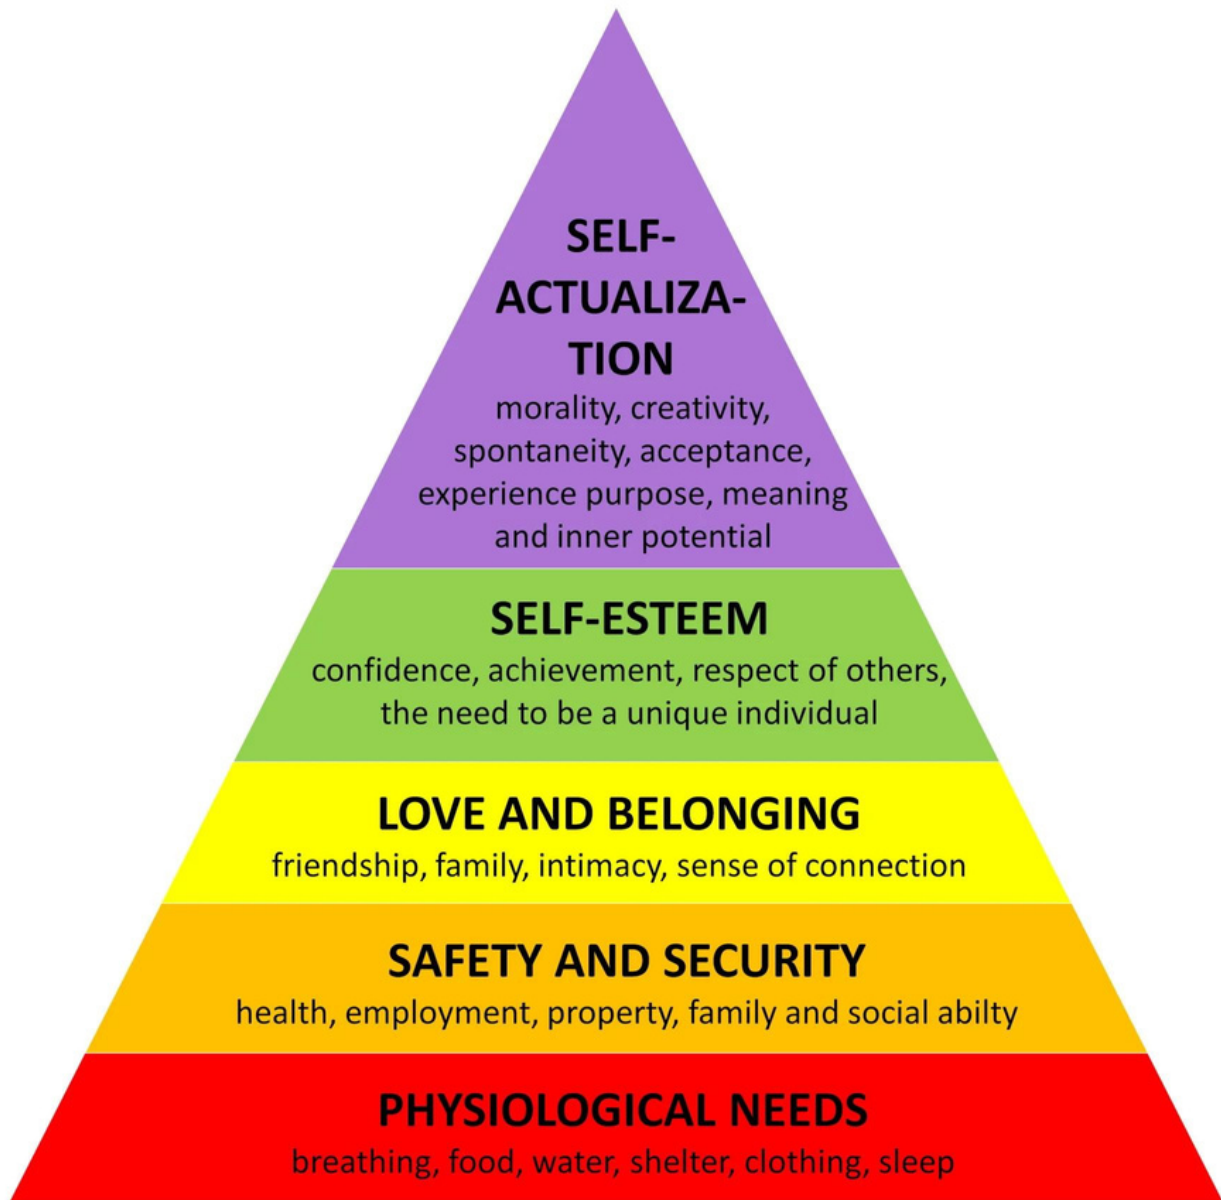 SELF-
ACTUALIZA-
TION
morality, creativity,
spontaneity, acceptance,
experience purpose, meaning
and inner potential
SELF-ESTEEM
confidence, achievement, respect of others,
the need to be a unique individual
LOVE AND BELONGING
friendship, family, intimacy, sense of connection
SAFETY AND SECURITY
health, employment, property, family and social abilty
PHYSIOLOGICAL NEEDS
breathing, food, water, shelter, clothing, sleep